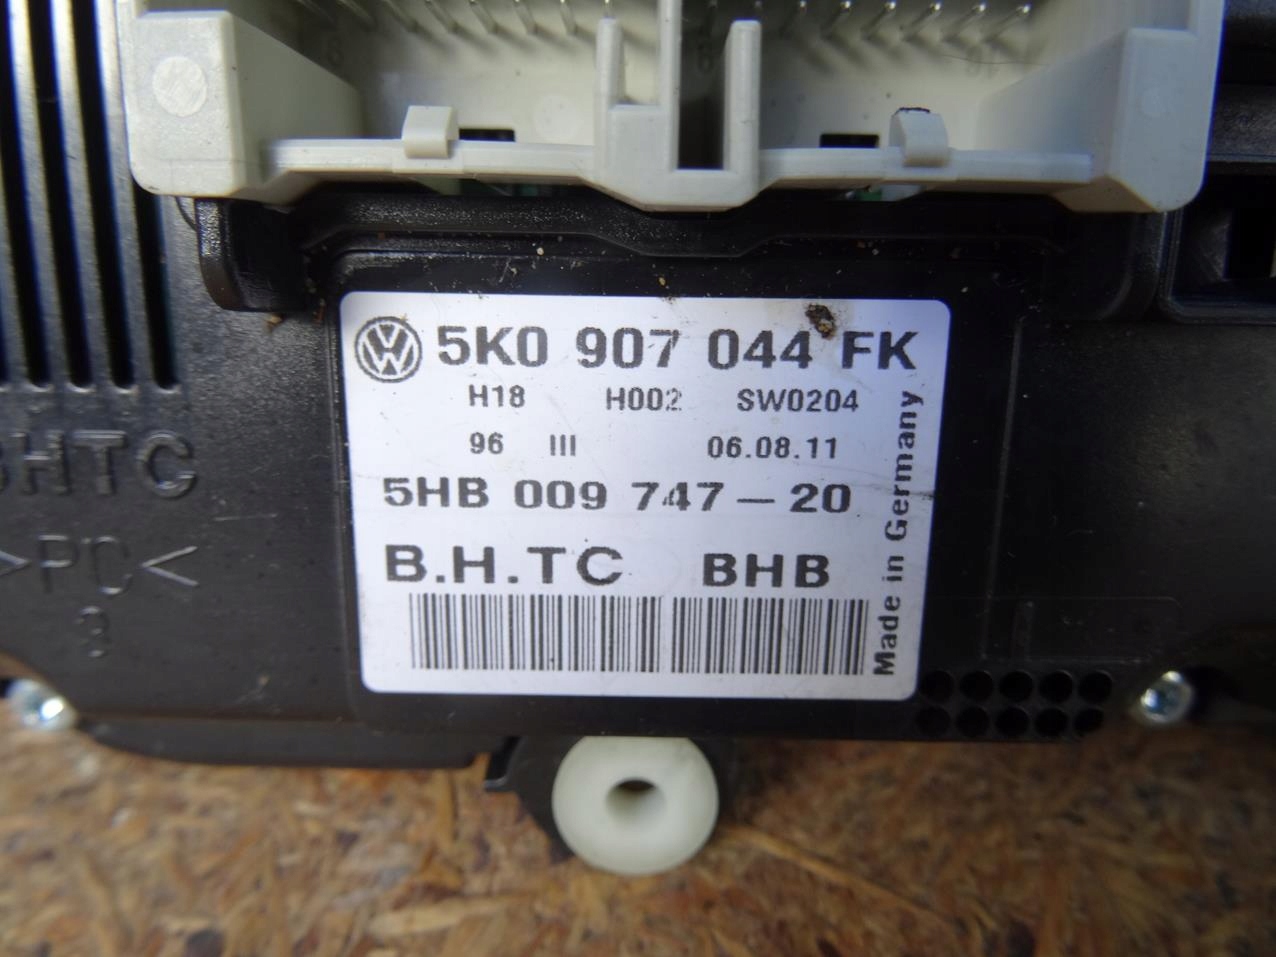 5K0 907 044 FK
H18 H002 SW0204
96 III 06.08.11
5HB 009 747-20
B.H.TC BHB
Made in Germany
BHTC
>PC<
3